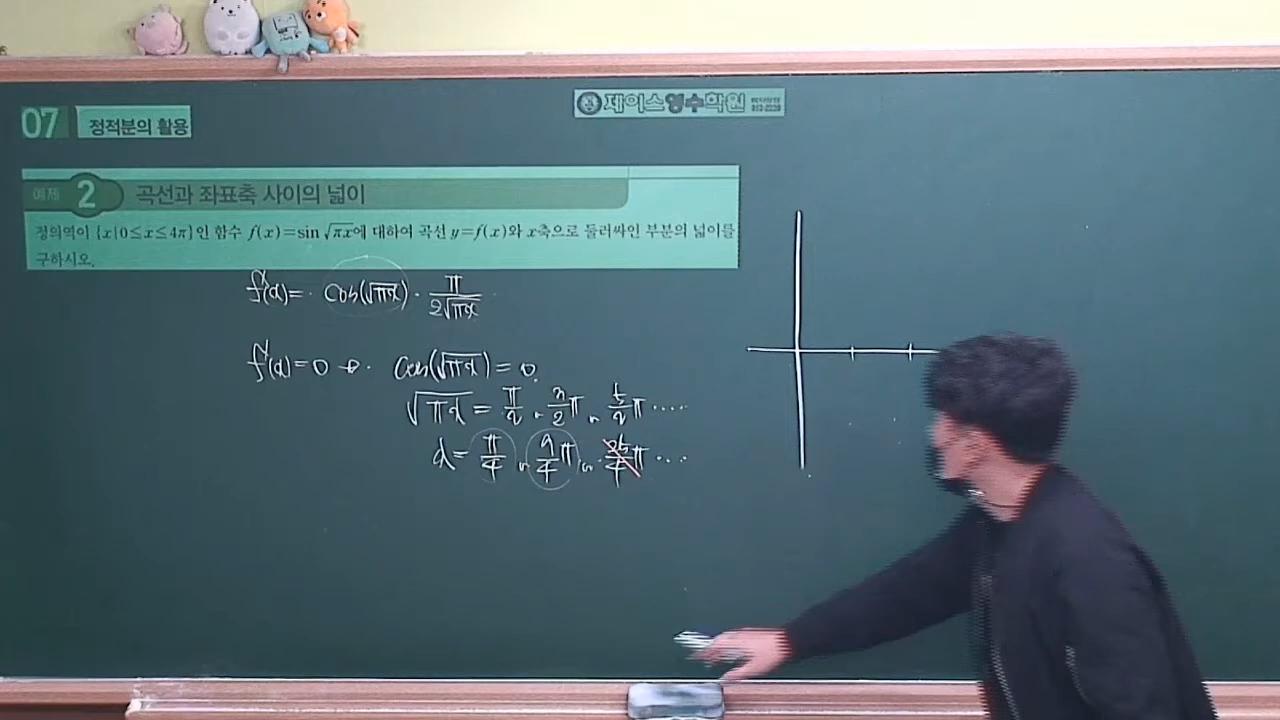 07 정적분의 활용
제이스영수학원
예제 2 곡선과 좌표축 사이의 넓이
정의역이 {x|0≤x≤4π}인 함수 f(x)=sin √πx에 대하여 곡선 y=f(x)와 x축으로 둘러싸인 부분의 넓이를
구하시오.
f'(x)= cos(√πx) · π/2√πx
f'(x)=0 → cos(√πx)=0.
√πx = π/2, 3/2 π, 5/2 π ....
x= π/4, 9/4 π, 25/4 π ...